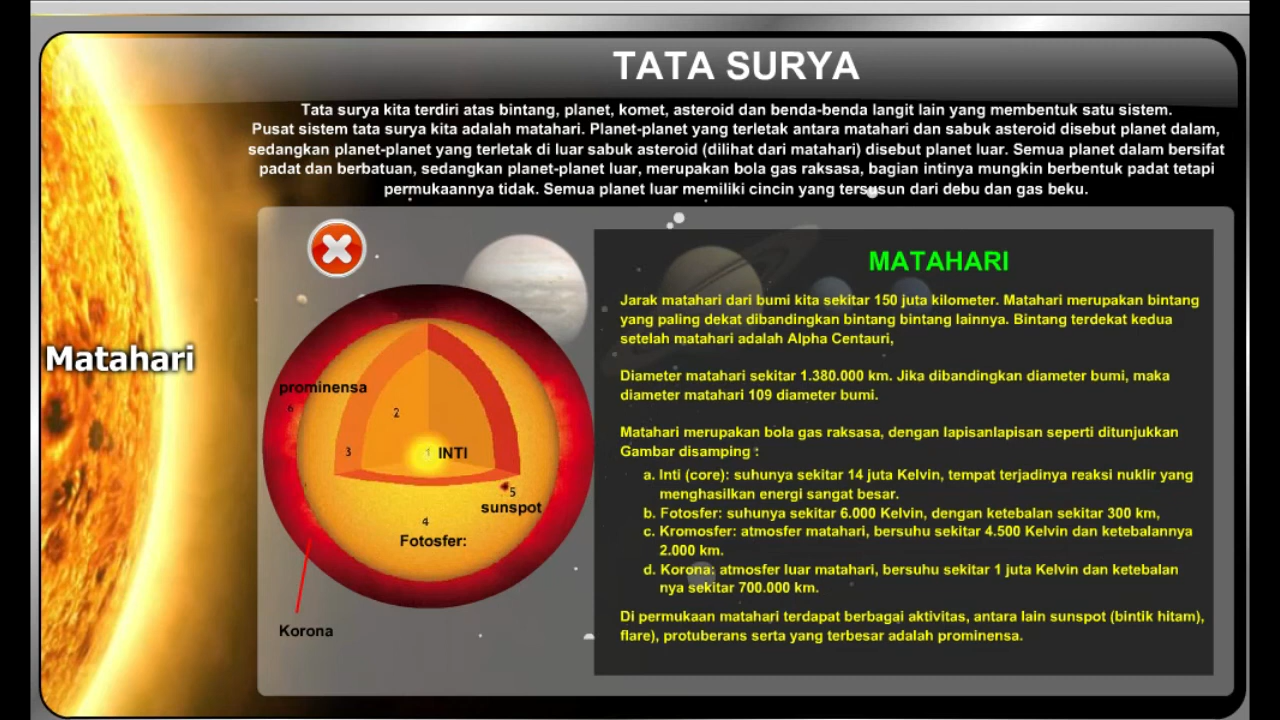 TATA SURYA
Tata surya kita terdiri atas bintang, planet, komet, asteroid dan benda-benda langit lain yang membentuk satu sistem.
Pusat sistem tata surya kita adalah matahari. Planet-planet yang terletak antara matahari dan sabuk asteroid disebut planet dalam,
sedangkan planet-planet yang terletak di luar sabuk asteroid (dilihat dari matahari) disebut planet luar. Semua planet dalam bersifat
padat dan berbatuan, sedangkan planet-planet luar, merupakan bola gas raksasa, bagian intinya mungkin berbentuk padat tetapi
permukaannya tidak. Semua planet luar memiliki cincin yang tersusun dari debu dan gas beku.
Matahari
prominensa
6
2
3
1
INTI
5
sunspot
4
Fotosfer:
Korona
MATAHARI
Jarak matahari dari bumi kita sekitar 150 juta kilometer. Matahari merupakan bintang
yang paling dekat dibandingkan bintang bintang lainnya. Bintang terdekat kedua
setelah matahari adalah Alpha Centauri,
Diameter matahari sekitar 1.380.000 km. Jika dibandingkan diameter bumi, maka
diameter matahari 109 diameter bumi.
Matahari merupakan bola gas raksasa, dengan lapisanlapisan seperti ditunjukkan
Gambar disamping :
a. Inti (core): suhunya sekitar 14 juta Kelvin, tempat terjadinya reaksi nuklir yang
menghasilkan energi sangat besar.
b. Fotosfer: suhunya sekitar 6.000 Kelvin, dengan ketebalan sekitar 300 km,
c. Kromosfer: atmosfer matahari, bersuhu sekitar 4.500 Kelvin dan ketebalannya
2.000 km.
d. Korona: atmosfer luar matahari, bersuhu sekitar 1 juta Kelvin dan ketebalan
nya sekitar 700.000 km.
Di permukaan matahari terdapat berbagai aktivitas, antara lain sunspot (bintik hitam),
flare), protuberans serta yang terbesar adalah prominensa.